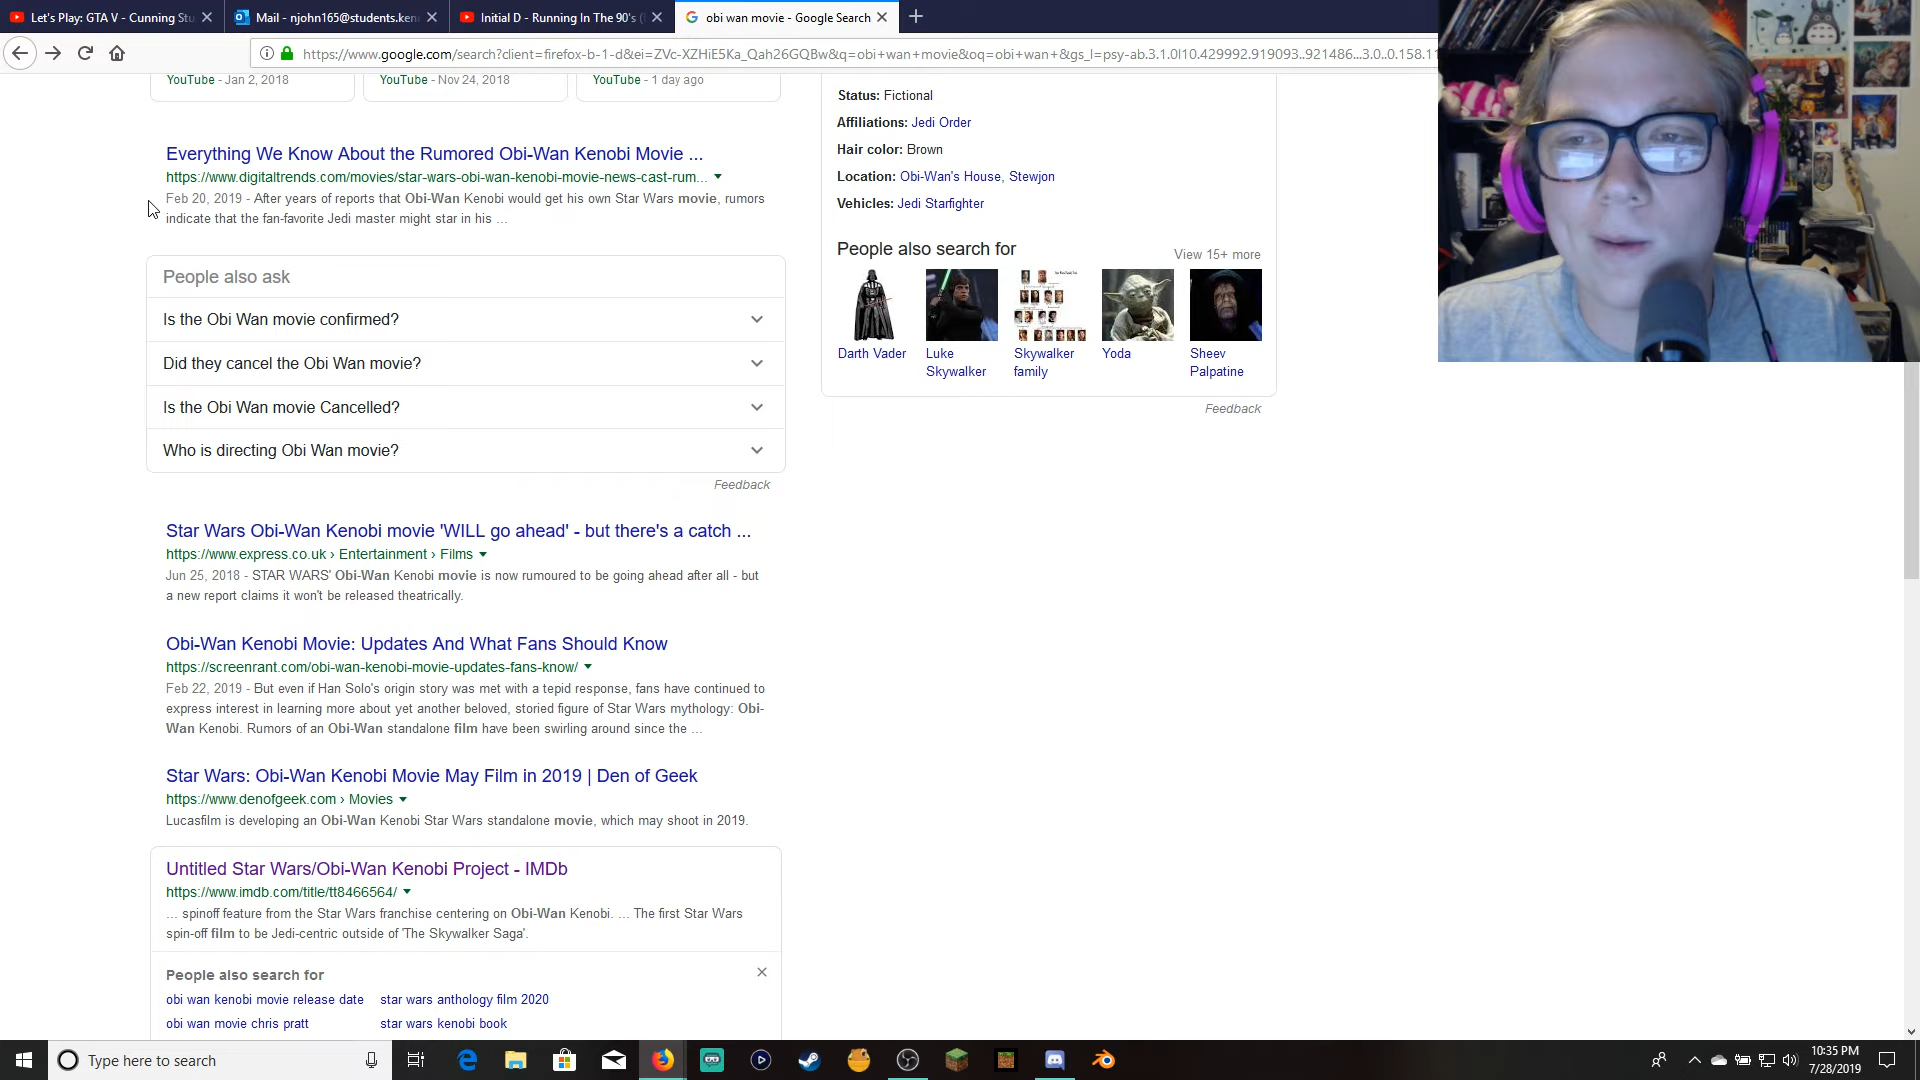 Let's Play: GTA V - Cunning Stu
Mail - njohn165@students.ken
Initial D - Running In The 90's (
obi wan movie - Google Search
https://www.google.com/search?client=firefox-b-1-d&ei=ZVc-XZHiE5Ka_Qah26GQBw&q=obi+wan+movie&oq=obi+wan+&gs_l=psy-ab.3.1.0l10.429992.919093..921486...3.0..0.158.11
YouTube - Jan 2, 2018
YouTube - Nov 24, 2018
YouTube - 1 day ago
Everything We Know About the Rumored Obi-Wan Kenobi Movie ...
https://www.digitaltrends.com/movies/star-wars-obi-wan-kenobi-movie-news-cast-rum...
Feb 20, 2019 - After years of reports that Obi-Wan Kenobi would get his own Star Wars movie, rumors
indicate that the fan-favorite Jedi master might star in his ...
People also ask
Is the Obi Wan movie confirmed?
Did they cancel the Obi Wan movie?
Is the Obi Wan movie Cancelled?
Who is directing Obi Wan movie?
Feedback
Star Wars Obi-Wan Kenobi movie 'WILL go ahead' - but there's a catch ...
https://www.express.co.uk › Entertainment › Films
Jun 25, 2018 - STAR WARS' Obi-Wan Kenobi movie is now rumoured to be going ahead after all - but
a new report claims it won't be released theatrically.
Obi-Wan Kenobi Movie: Updates And What Fans Should Know
https://screenrant.com/obi-wan-kenobi-movie-updates-fans-know/
Feb 22, 2019 - But even if Han Solo's origin story was met with a tepid response, fans have continued to
express interest in learning more about yet another beloved, storied figure of Star Wars mythology: Obi-
Wan Kenobi. Rumors of an Obi-Wan standalone film have been swirling around since the ...
Star Wars: Obi-Wan Kenobi Movie May Film in 2019 | Den of Geek
https://www.denofgeek.com › Movies
Lucasfilm is developing an Obi-Wan Kenobi Star Wars standalone movie, which may shoot in 2019.
Untitled Star Wars/Obi-Wan Kenobi Project - IMDb
https://www.imdb.com/title/tt8466564/
... spinoff feature from the Star Wars franchise centering on Obi-Wan Kenobi. ... The first Star Wars
spin-off film to be Jedi-centric outside of 'The Skywalker Saga'.
People also search for
obi wan kenobi movie release date
star wars anthology film 2020
obi wan movie chris pratt
star wars kenobi book
Status: Fictional
Affiliations: Jedi Order
Hair color: Brown
Location: Obi-Wan's House, Stewjon
Vehicles: Jedi Starfighter
People also search for
View 15+ more
Darth Vader
Luke
Skywalker
Skywalker
family
Yoda
Sheev
Palpatine
Feedback
Type here to search
10:35 PM
7/28/2019